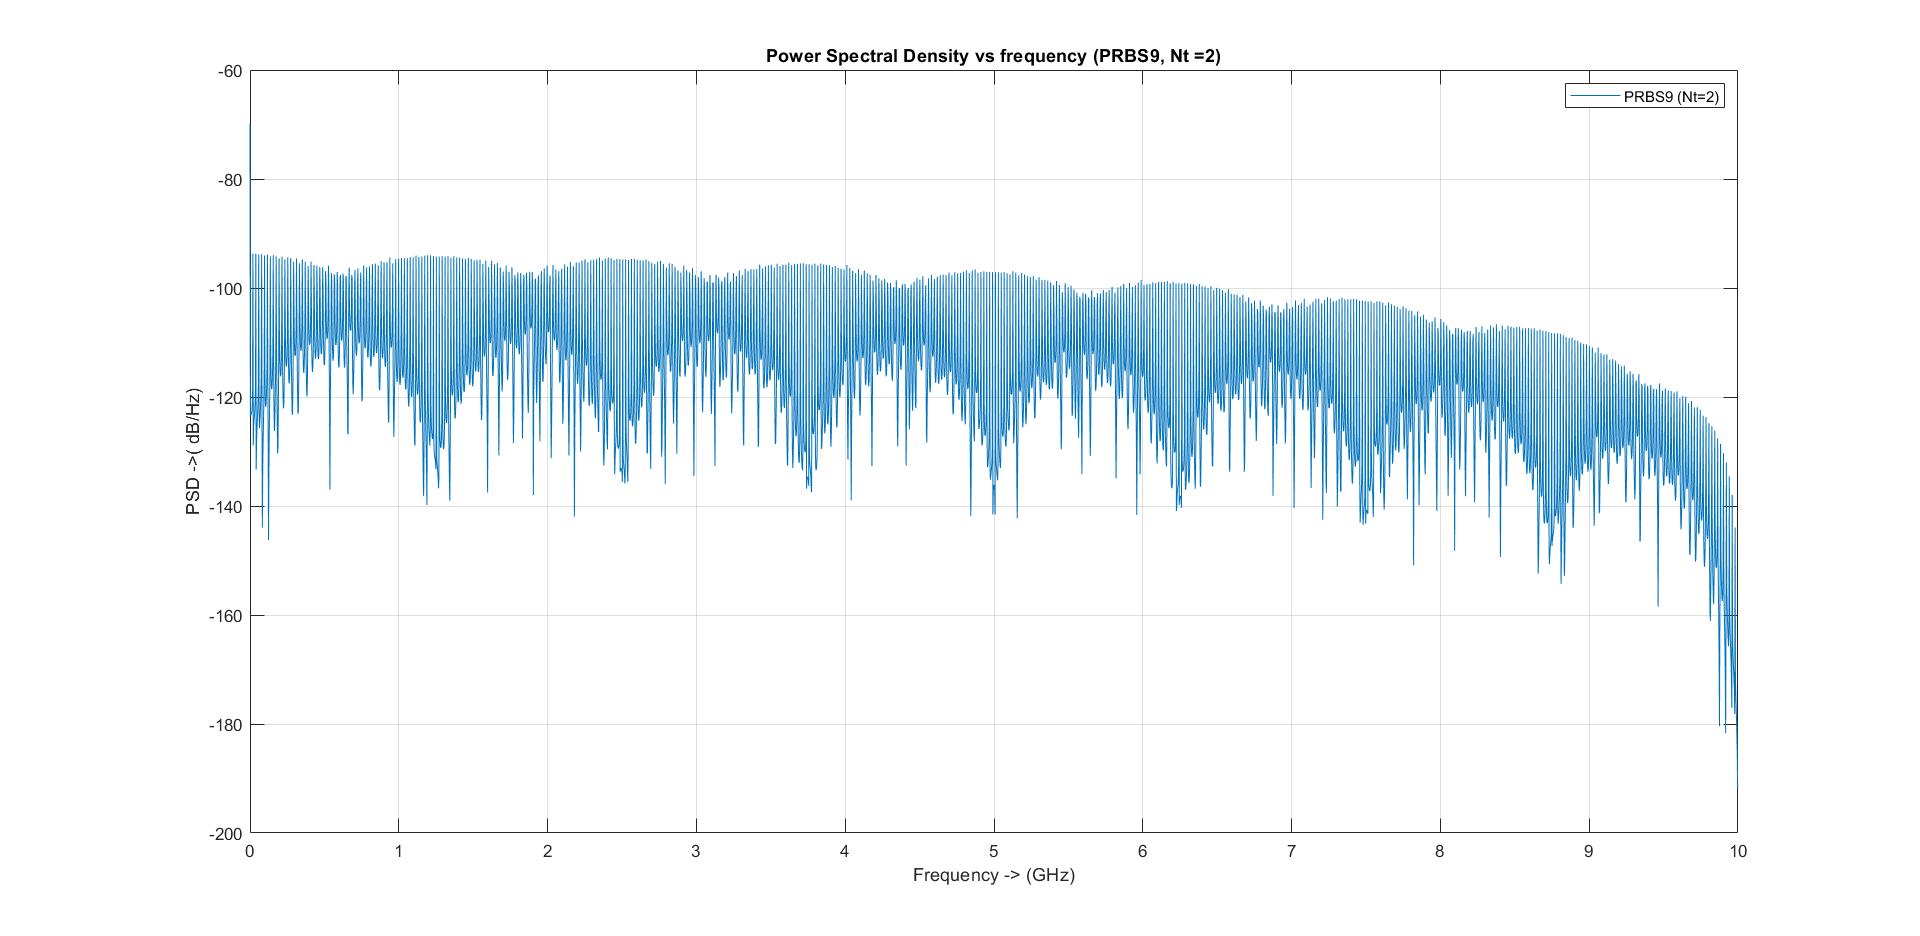 Power Spectral Density vs frequency (PRBS9, Nt =2)
PRBS9 (Nt=2)
-60
-80
-100
-120
-140
-160
-180
-200
PSD ->( dB/Hz)
0 1 2 3 4 5 6 7 8 9 10
Frequency -> (GHz)